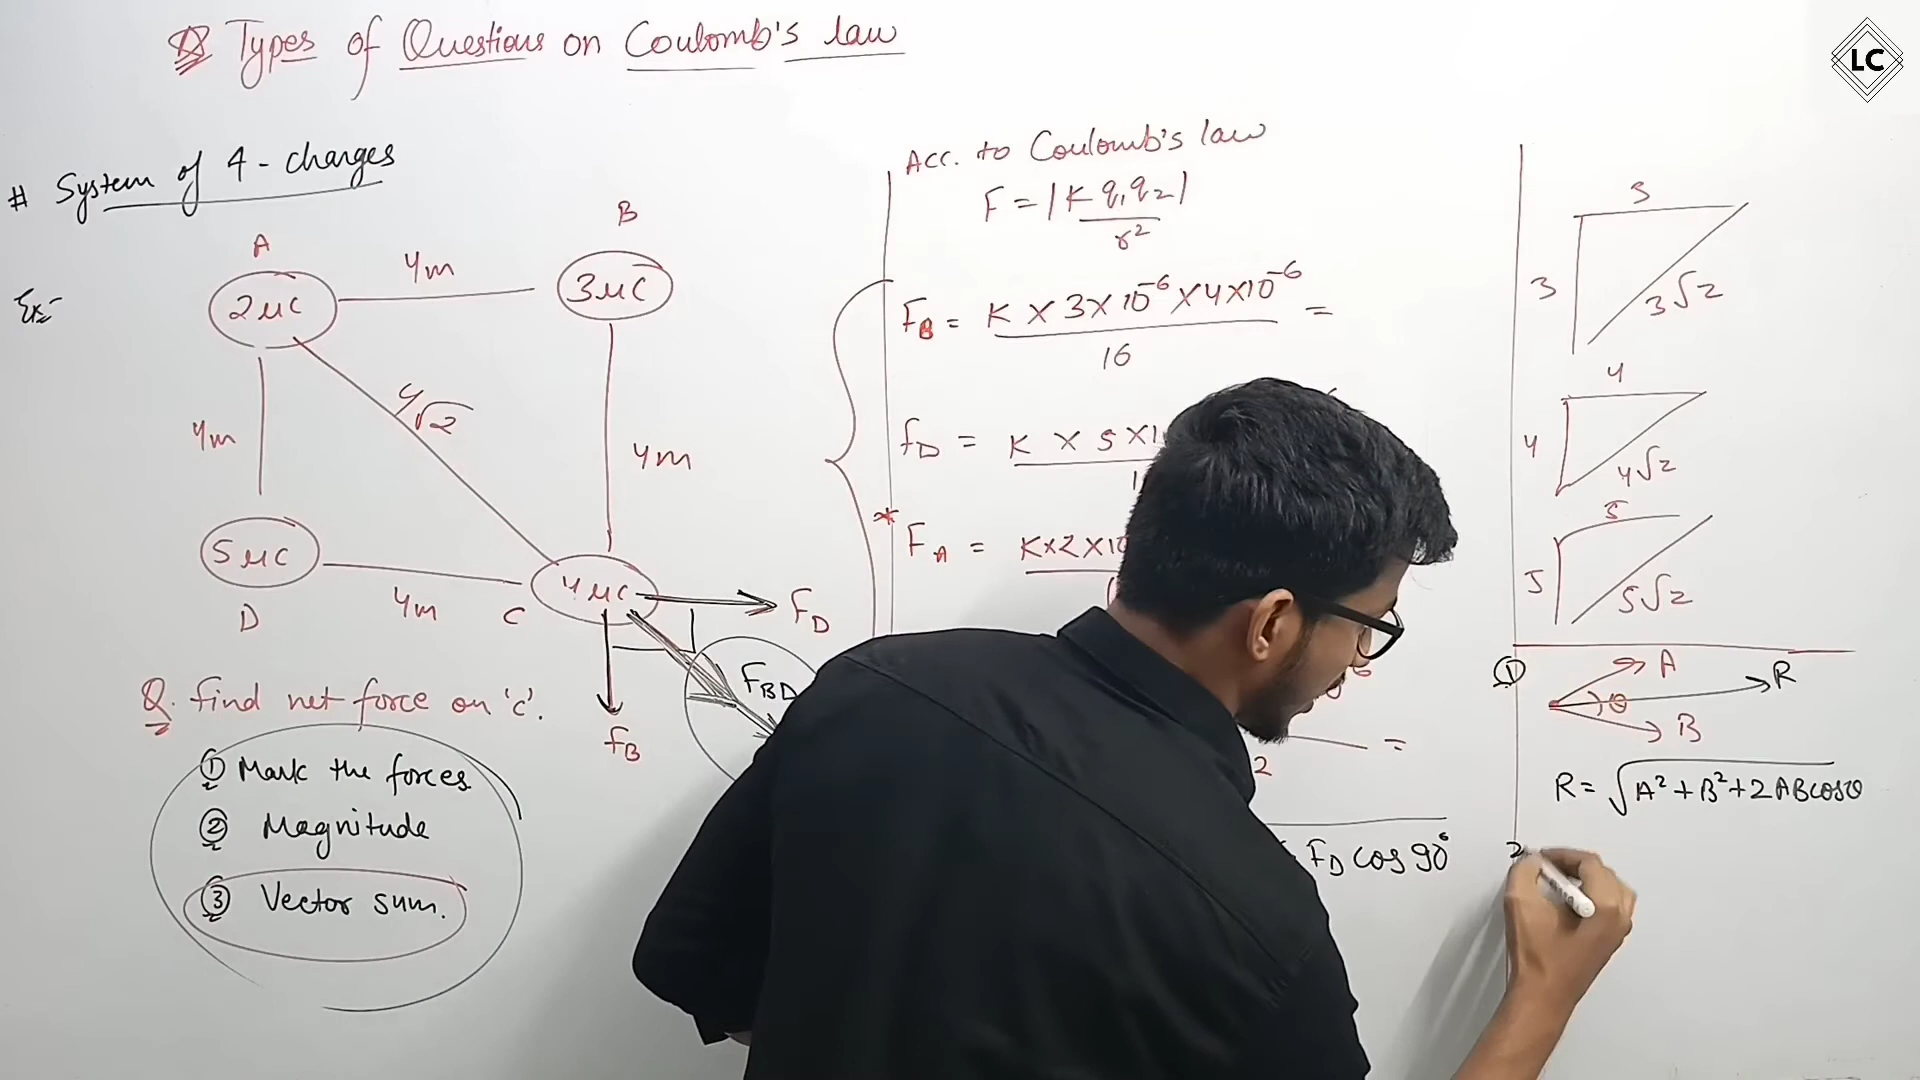 Types of Questions on Coulomb's law
LC
# System of 4-charges
Ex-
A
2μC
4m
B
3μC
4m
4√2
4m
5μC
D
4m
C
4μC
FD
FB
FBD
Q. Find net force on 'c'.
① Mark the forces
② Magnitude
③ Vector sum.
Acc. to Coulomb's law
F = |K q1q2|
r²
FB = K × 3×10⁻⁶ × 4×10⁻⁶ =
16
FD = K × 5 ×1
* FA = K×2×10
2 =
FD cos 90°
3
3
3√2
4
4
4√2
5
5
5√2
①
A
R
θ
B
R = √A²+B²+2ABcosθ